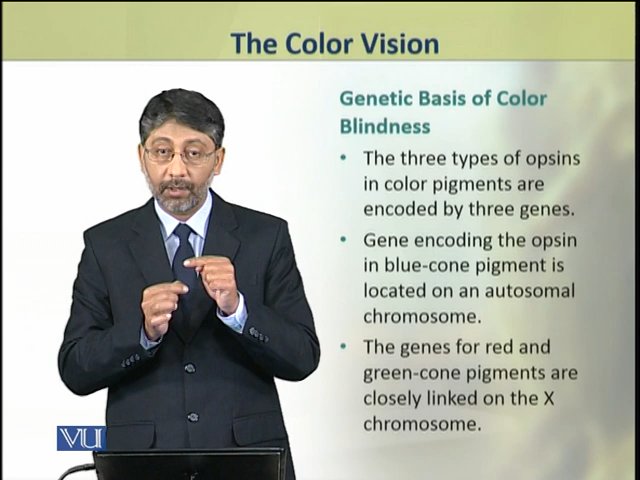 The Color Vision
Genetic Basis of Color
Blindness
• The three types of opsins
in color pigments are
encoded by three genes.
• Gene encoding the opsin
in blue-cone pigment is
located on an autosomal
chromosome.
• The genes for red and
green-cone pigments are
closely linked on the X
chromosome.
VU